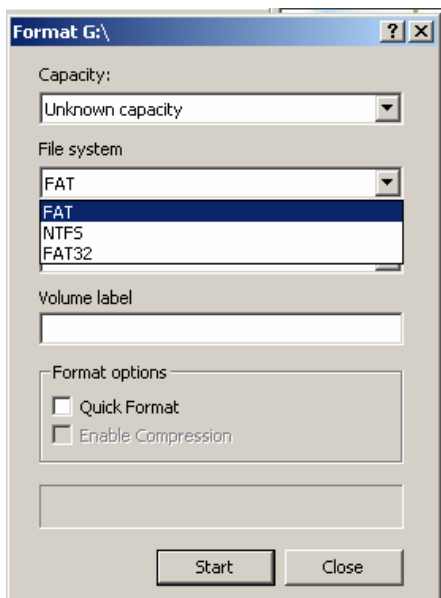 Format G:\
Capacity:
Unknown capacity
File system
FAT
FAT
NTFS
FAT32
Volume label
Format options
Quick Format
Enable Compression
Start
Close